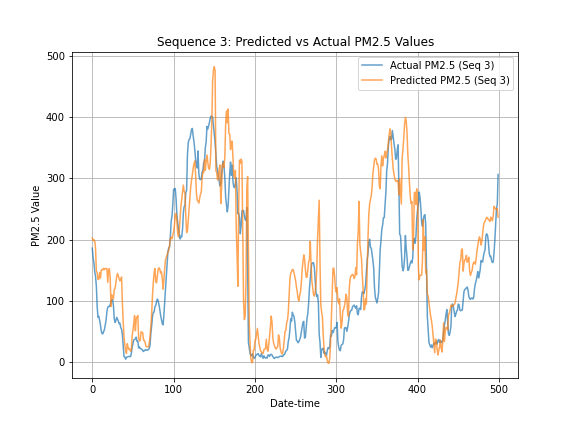 Sequence 3: Predicted vs Actual PM2.5 Values
Actual PM2.5 (Seq 3)
Predicted PM2.5 (Seq 3)
PM2.5 Value
500
400
300
200
100
0
0 100 200 300 400 500
Date-time